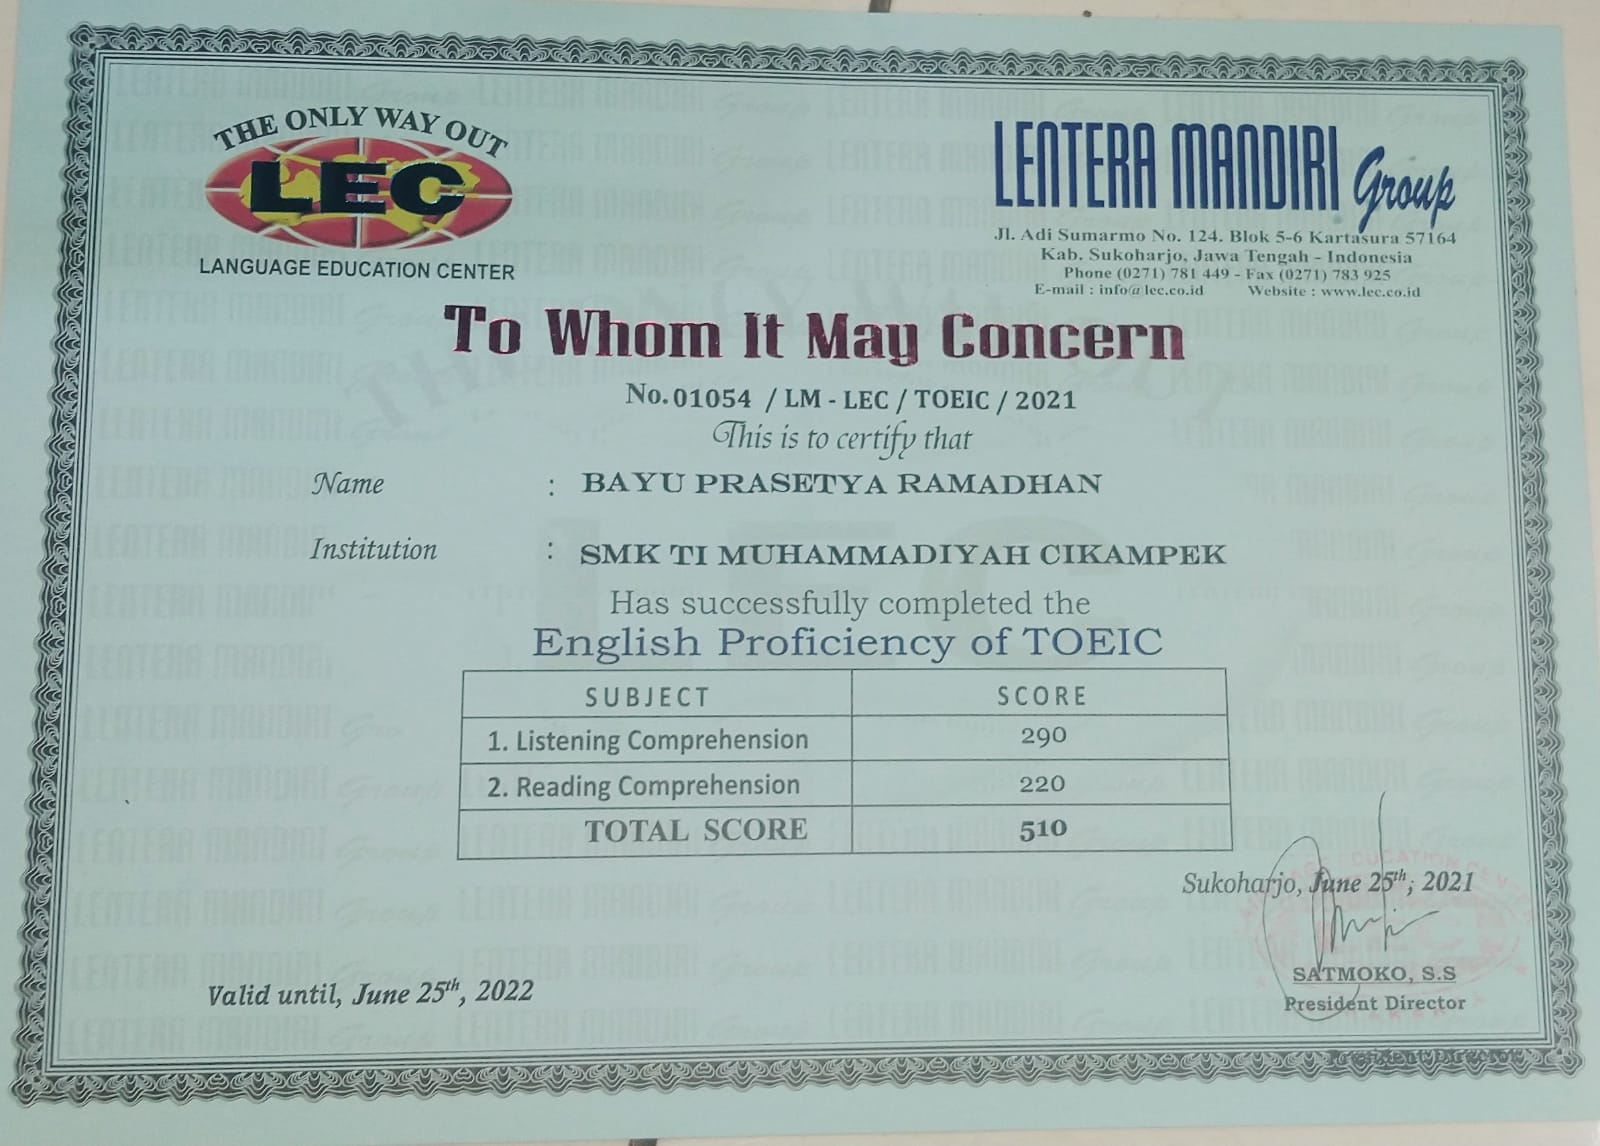 THE ONLY WAY OUT
LEC
LANGUAGE EDUCATION CENTER
LENTERA MANDIRI Group
Jl. Adi Sumarmo No. 124. Blok 5-6 Kartasura 57164
Kab. Sukoharjo, Jawa Tengah - Indonesia
Phone (0271) 781 449 - Fax (0271) 783 925
E-mail : info@lec.co.id Website : www.lec.co.id
To Whom It May Concern
No. 01054 / LM - LEC / TOEIC / 2021
This is to certify that
Name : BAYU PRASETYA RAMADHAN
Institution : SMK TI MUHAMMADIYAH CIKAMPEK
Has successfully completed the
English Proficiency of TOEIC
SUBJECT SCORE
1. Listening Comprehension 290
2. Reading Comprehension 220
TOTAL SCORE 510
Sukoharjo, June 25th, 2021
SATMOKO, S.S
President Director
Valid until, June 25th, 2022
President Director